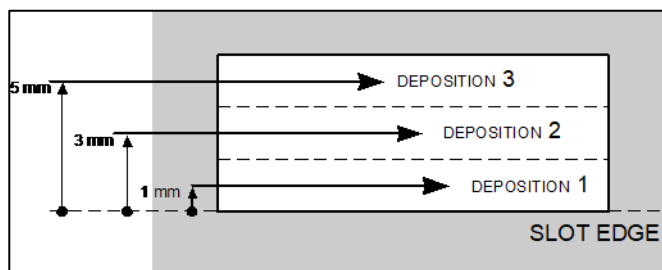 5 mm
DEPOSITION 3
3 mm
DEPOSITION 2
1 mm
DEPOSITION 1
SLOT EDGE